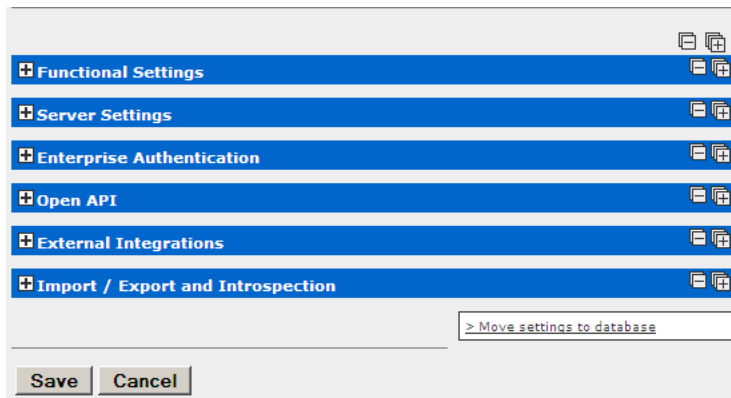 Functional Settings
Server Settings
Enterprise Authentication
Open API
External Integrations
Import / Export and Introspection
> Move settings to database
Save Cancel